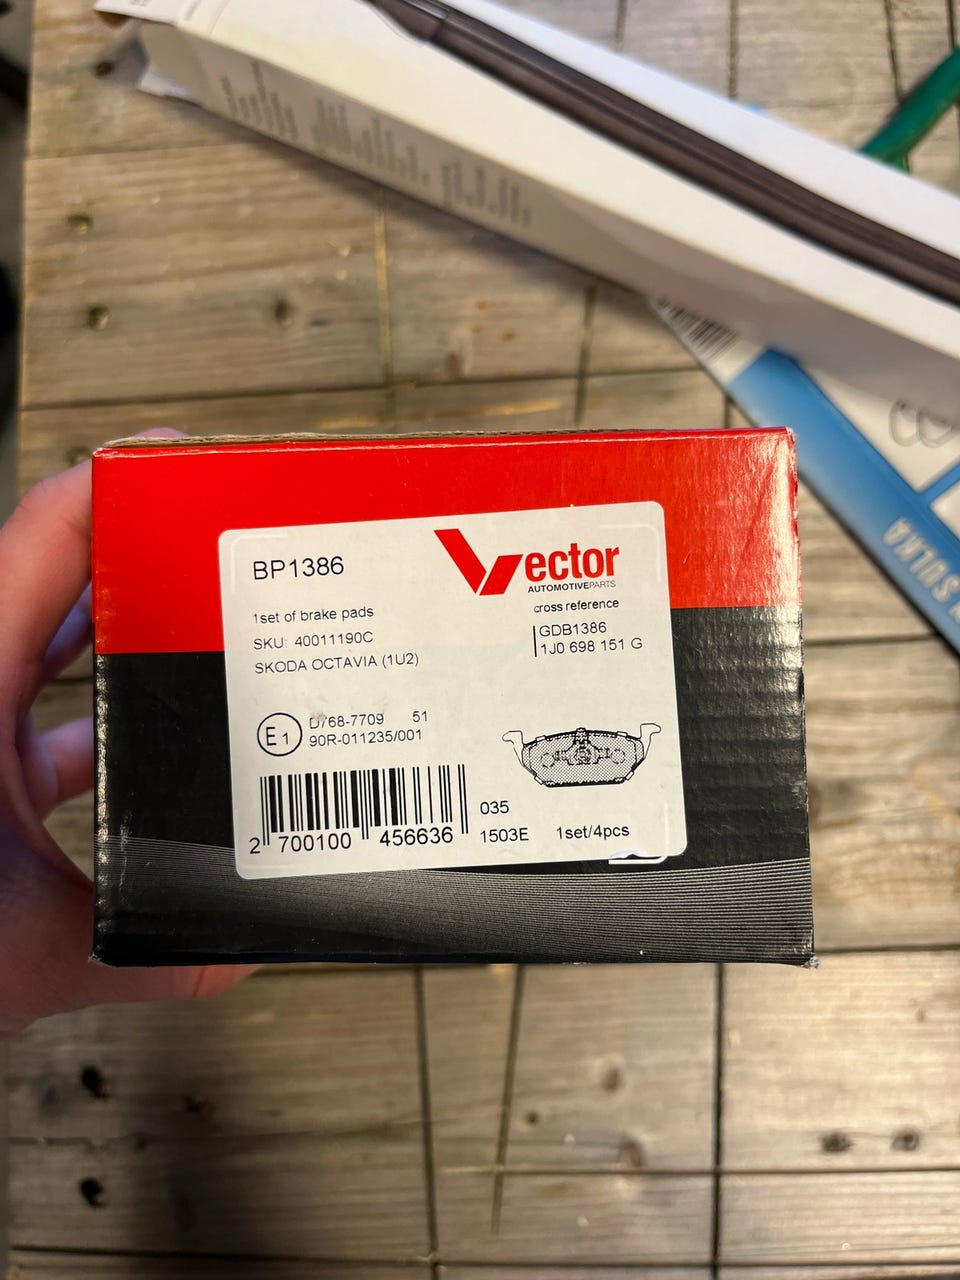 BP1386
Vector
AUTOMOTIVEPARTS
1set of brake pads
SKU: 40011190C
SKODA OCTAVIA (1U2)
cross reference
GDB1386
1J0 698 151 G
E1
D768-7709 51
90R-011235/001
2 700100 456636
035
1503E 1set/4pcs
SULKA